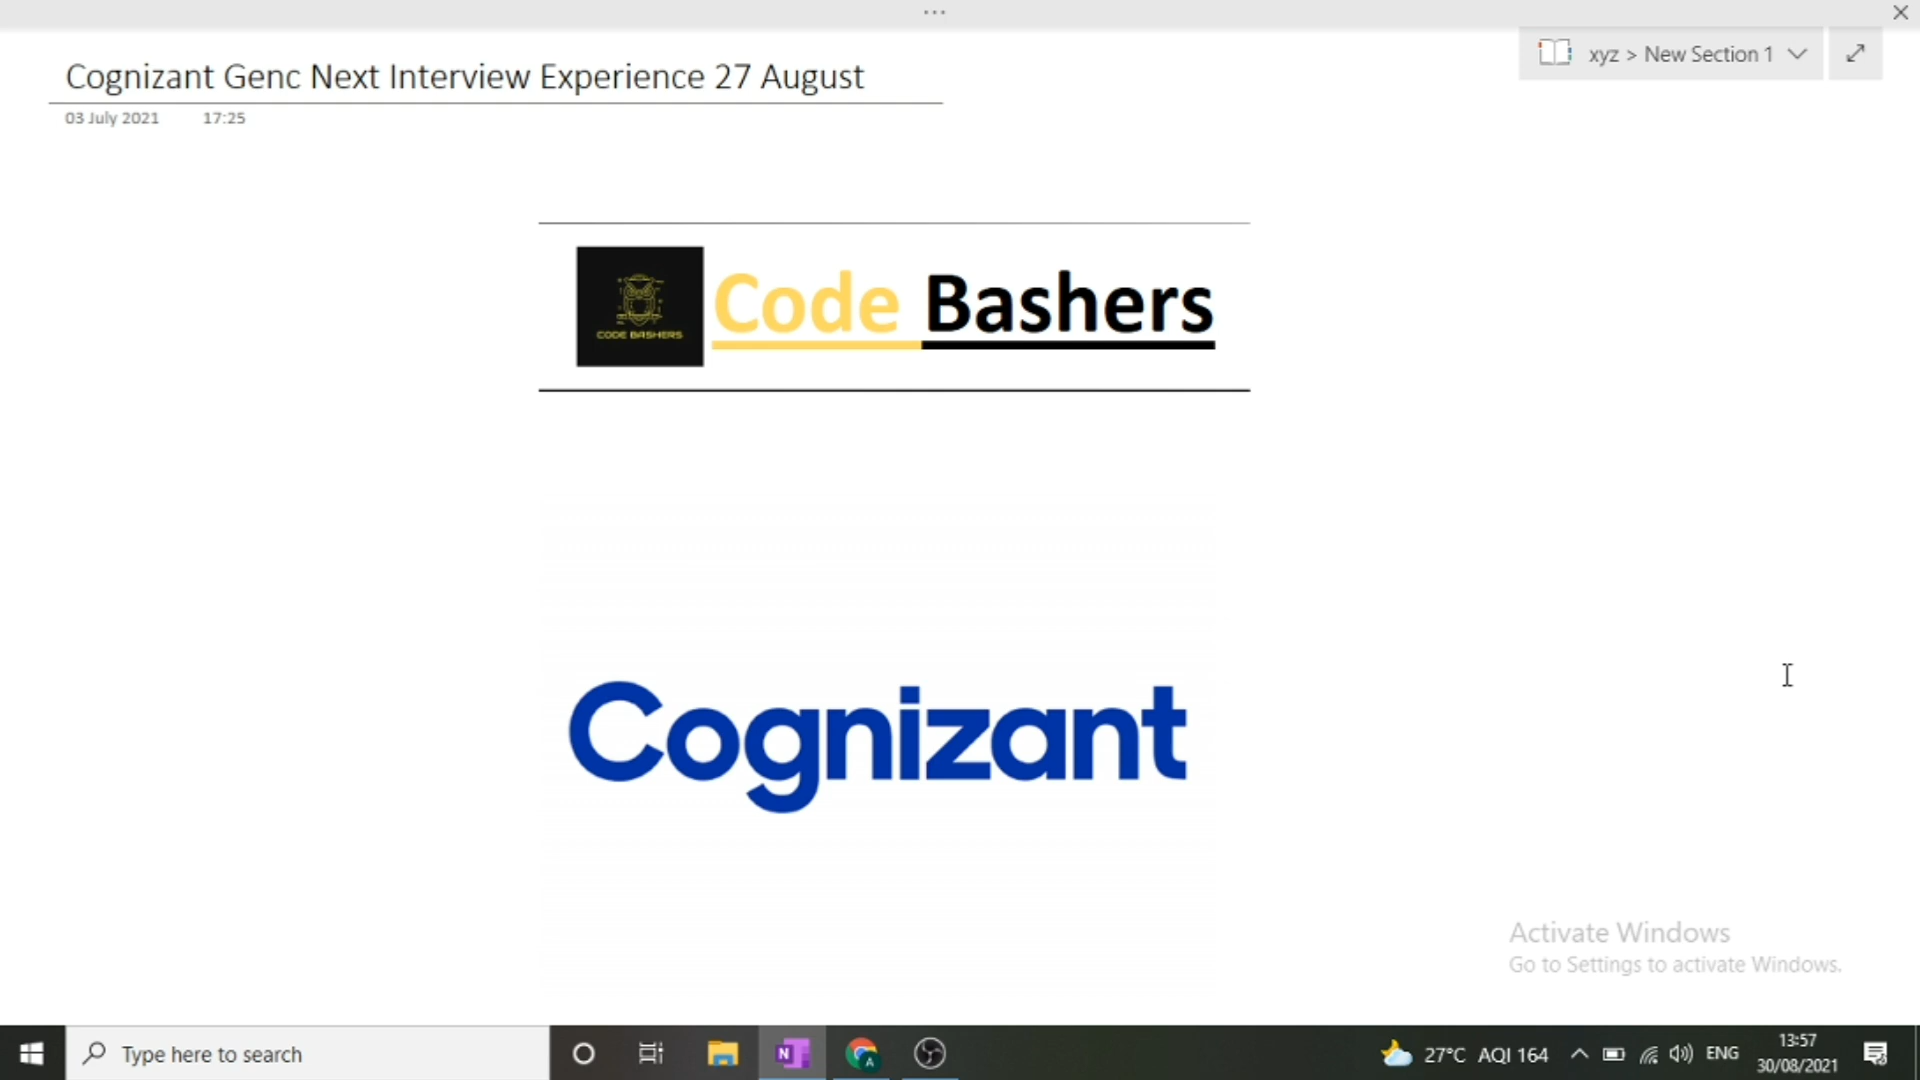 Cognizant Genc Next Interview Experience 27 August
03 July 2021 17:25
xyz > New Section 1
CODE BASHERS
Code Bashers
Cognizant
Activate Windows
Go to Settings to activate Windows.
Type here to search
27°C AQI 164
ENG
13:57
30/08/2021